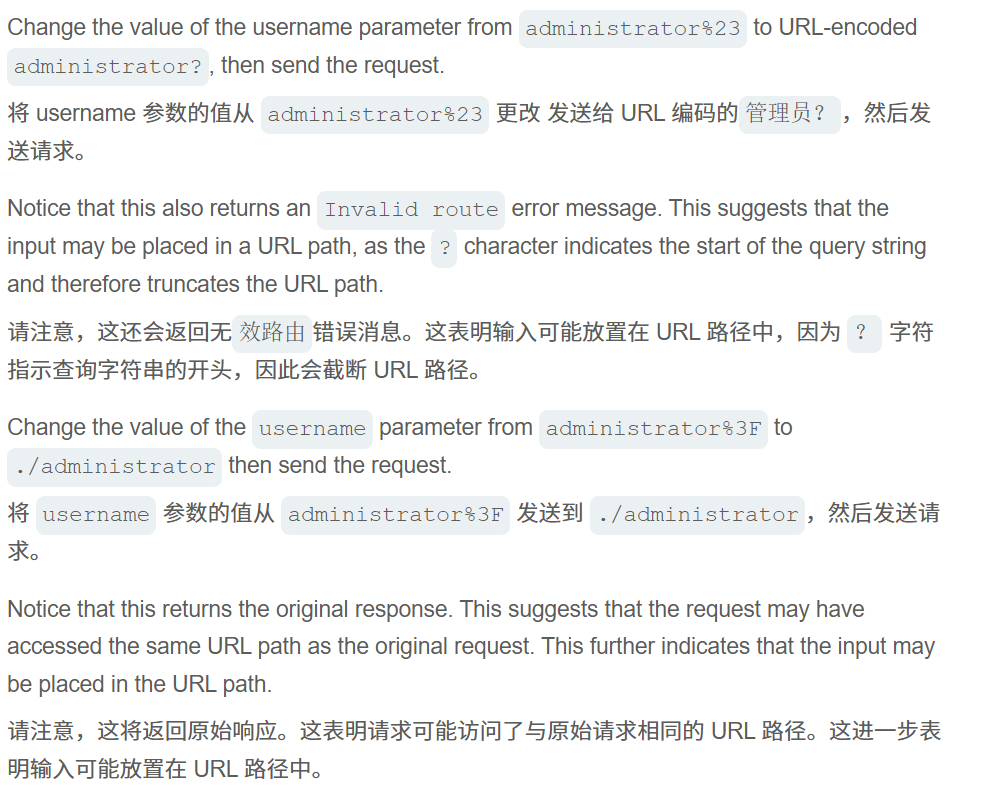 Change the value of the username parameter from administrator%23 to URL-encoded
administrator?, then send the request.
将 username 参数的值从 administrator%23 更改 发送给 URL 编码的 管理员? ，然后发
送请求。
Notice that this also returns an Invalid route error message. This suggests that the
input may be placed in a URL path, as the ? character indicates the start of the query string
and therefore truncates the URL path.
请注意，这还会返回无 效路由 错误消息。这表明输入可能放置在 URL 路径中，因为 ? 字符
指示查询字符串的开头，因此会截断 URL 路径。
Change the value of the username parameter from administrator%3F to
./administrator then send the request.
将 username 参数的值从 administrator%3F 发送到 ./administrator ，然后发送请
求。
Notice that this returns the original response. This suggests that the request may have
accessed the same URL path as the original request. This further indicates that the input may
be placed in the URL path.
请注意，这将返回原始响应。这表明请求可能访问了与原始请求相同的 URL 路径。这进一步表
明输入可能放置在 URL 路径中。